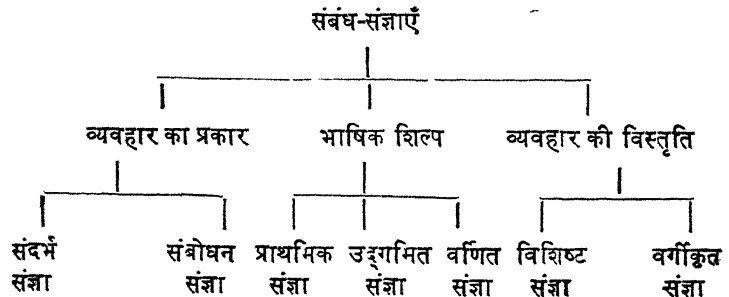 संबंध-संज्ञाएँ
व्यवहार का प्रकार भाषिक शिल्प व्यवहार की विस्तृति
संदर्भ संबोधन प्राथमिक उद्गमित वर्णित विशिष्ट वर्गीकृत
संज्ञा संज्ञा संज्ञा संज्ञा संज्ञा संज्ञा संज्ञा